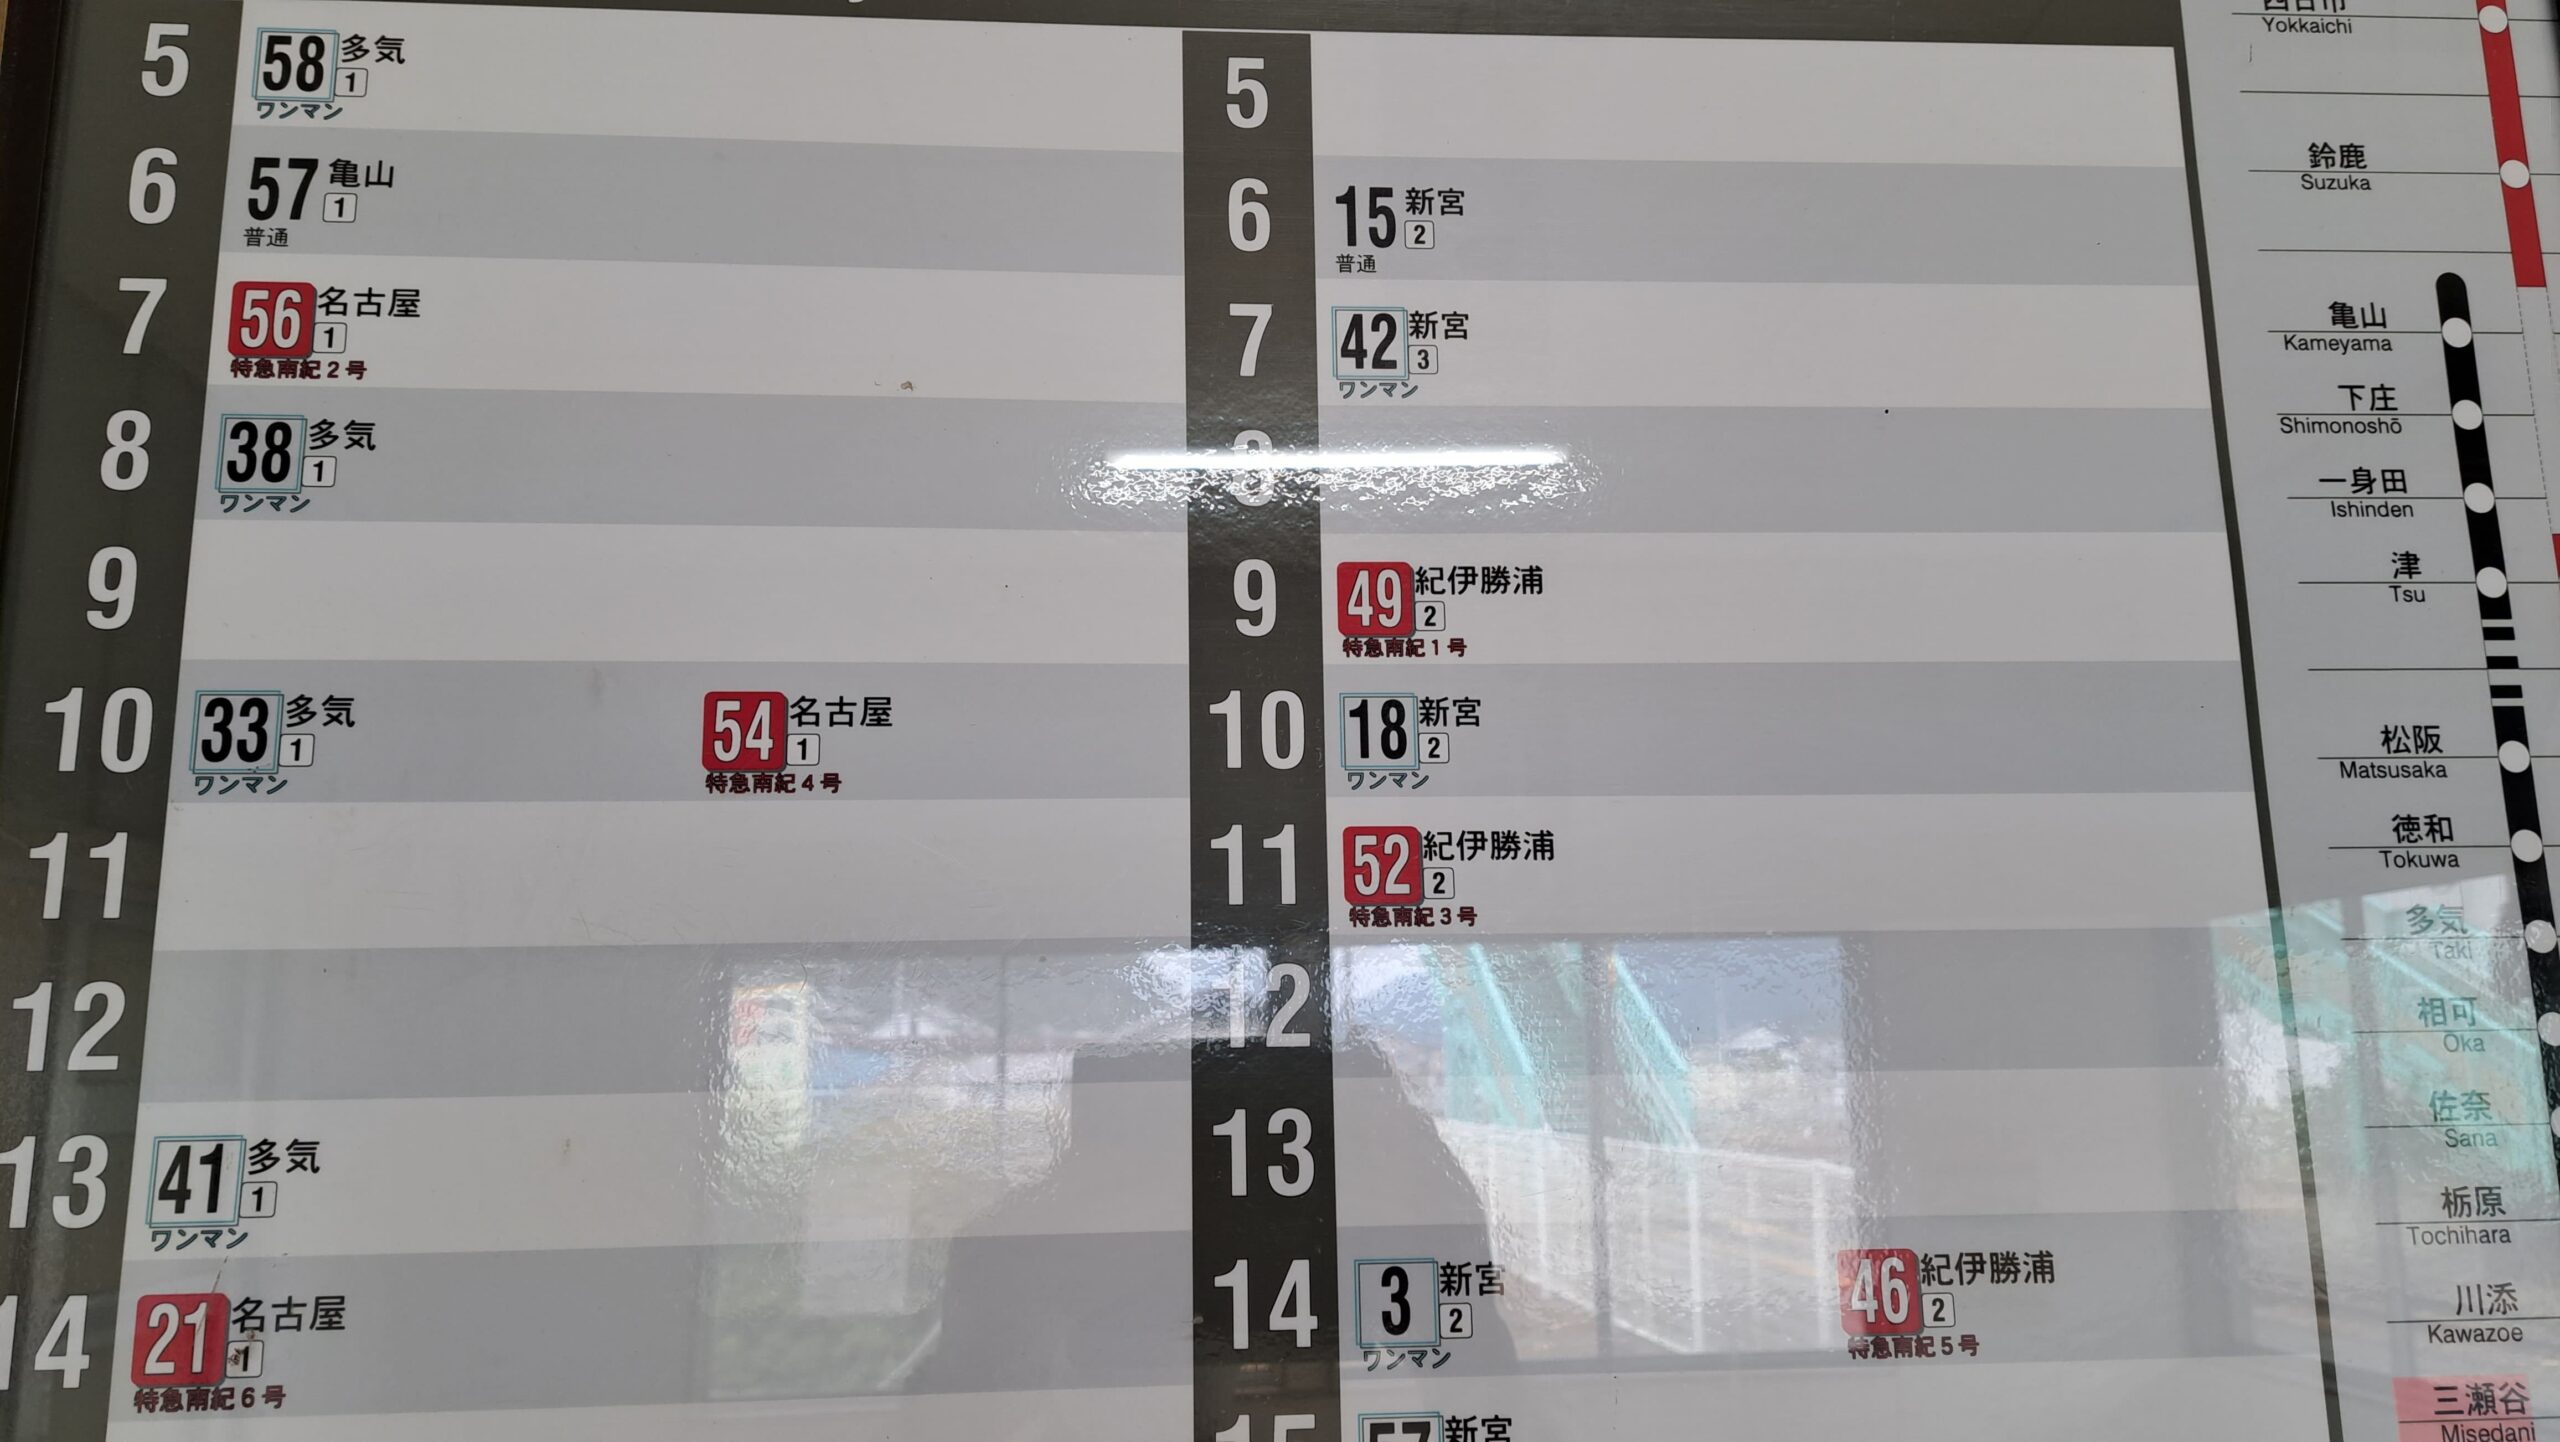 5
58 多気
1
ワンマン
6
57 亀山
1
普通
7
56 名古屋
1
特急南紀2号
8
38 多気
1
ワンマン
9
10
33 多気
1
ワンマン
54 名古屋
1
特急南紀4号
11
12
13
41 多気
1
ワンマン
14
21 名古屋
1
特急南紀6号
5
6
15 新宮
2
普通
7
42 新宮
3
ワンマン
8
9
49 紀伊勝浦
2
特急南紀1号
10
18 新宮
2
ワンマン
11
52 紀伊勝浦
2
特急南紀3号
12
13
14
3 新宮
2
ワンマン
46 紀伊勝浦
2
特急南紀5号
15
57 新宮
四日市
Yokkaichi
鈴鹿
Suzuka
亀山
Kameyama
下庄
Shimonoshō
一身田
Ishinden
津
Tsu
松阪
Matsusaka
徳和
Tokuwa
多気
Taki
相可
Oka
佐奈
Sana
栃原
Tochihara
川添
Kawazoe
三瀬谷
Misedani